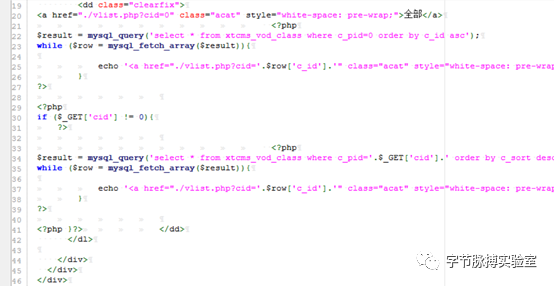 19 <dd class="clearfix">
20 <a href="./vlist.php?cid=0" class="acat" style="white-space: pre-wrap;">全部</a>
21 <?php
22 $result = mysql_query('select * from xtcms_vod_class where c_pid=0 order by c_id asc');
23 while ($row = mysql_fetch_array($result)){
24
25 echo '<a href="./vlist.php?cid='.$row['c_id'].'" class="acat" style="white-space: pre-wrap
26 }
27 ?>
28
29 <?php
30 if ($_GET['cid'] != 0){
31 ?>
32
33 <?php
34 $result = mysql_query('select * from xtcms_vod_class where c_pid='.$_GET['cid'].' order by c_sort desc
35 while ($row = mysql_fetch_array($result)){
36
37 echo '<a href="./vlist.php?cid='.$row['c_id'].'" class="acat" style="white-space: pre-wrap
38 }
39 ?>
40
41 <?php }?> </dd>
42 </dl>
43
44 </div>
45 </div>
46 </div>
字节脉搏实验室